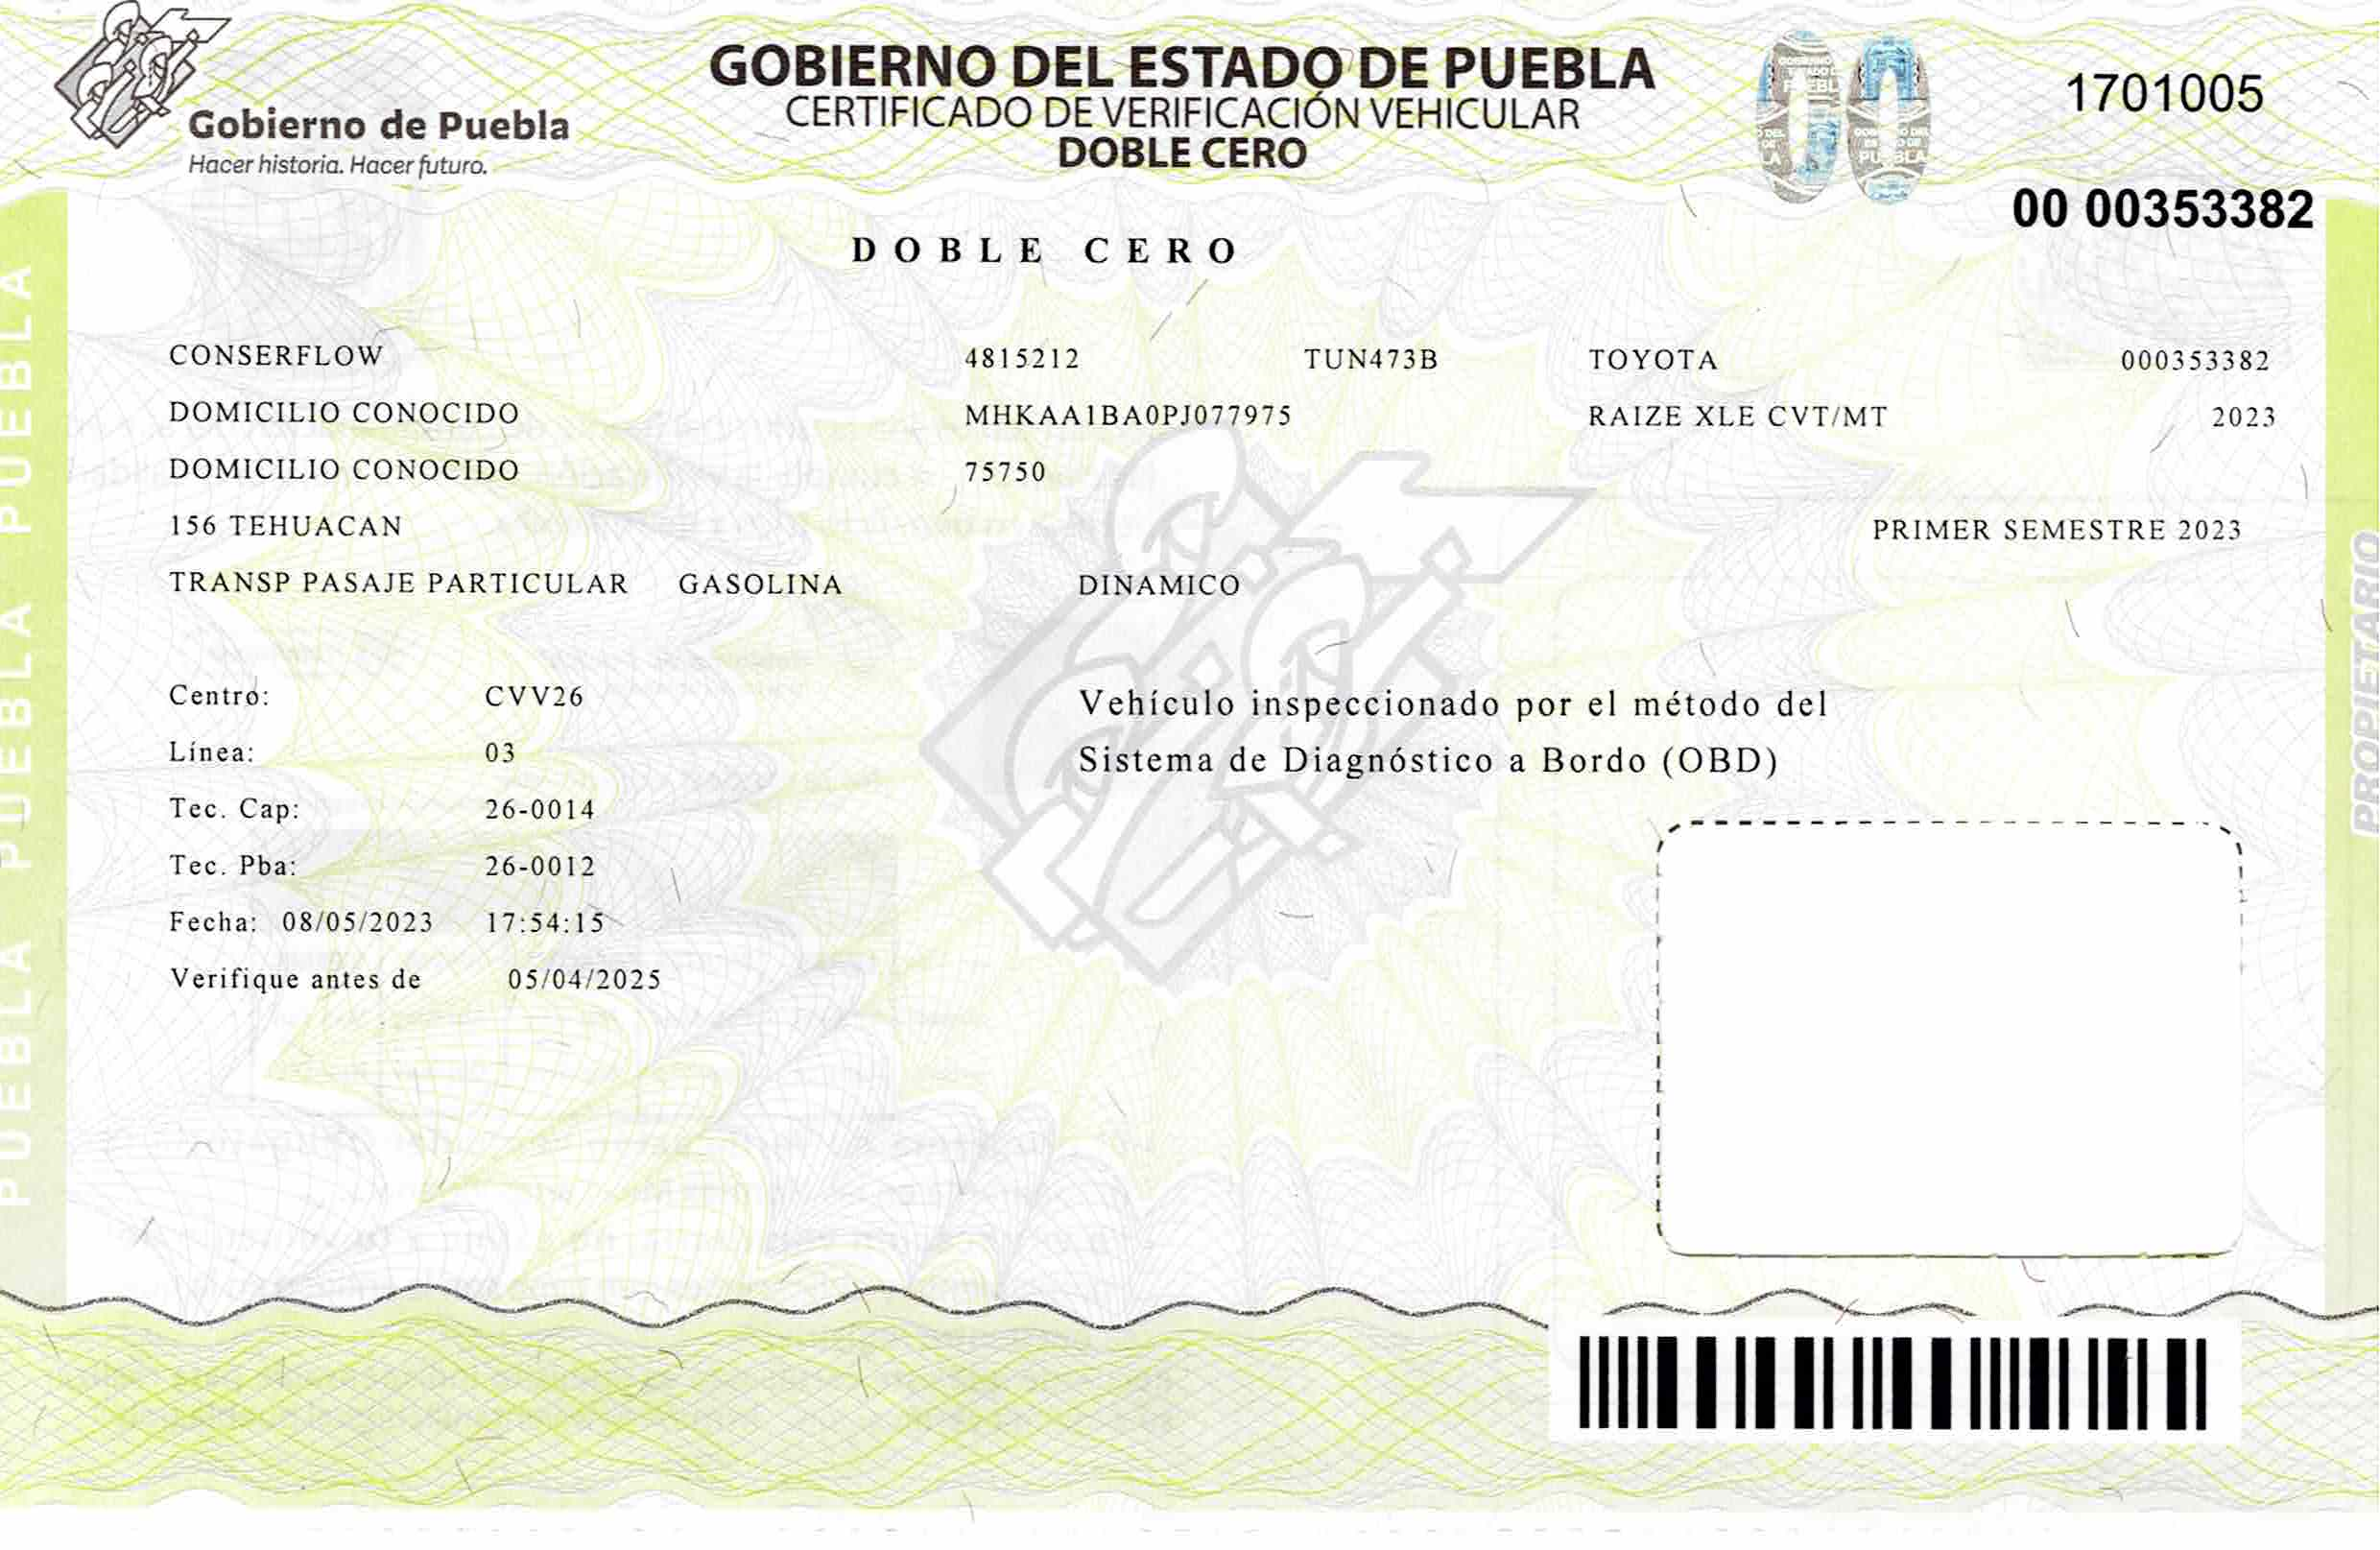 Gobierno de Puebla
Hacer historia. Hacer futuro.
GOBIERNO DEL ESTADO DE PUEBLA
CERTIFICADO DE VERIFICACIÓN VEHICULAR
DOBLE CERO
1701005
00 00353382
DOBLE CERO
CONSERFLOW 4815212 TUN473B TOYOTA 000353382
DOMICILIO CONOCIDO MHKAA1BA0PJ077975 RAIZE XLE CVT/MT 2023
DOMICILIO CONOCIDO 75750
156 TEHUACAN PRIMER SEMESTRE 2023
TRANSP PASAJE PARTICULAR GASOLINA DINAMICO
Centro: CVV26
Línea: 03
Tec. Cap: 26-0014
Tec. Pba: 26-0012
Fecha: 08/05/2023 17:54:15
Verifique antes de 05/04/2025
Vehículo inspeccionado por el método del
Sistema de Diagnóstico a Bordo (OBD)
PUEBLA PUEBLA PUEBLA
PROPIETARIO